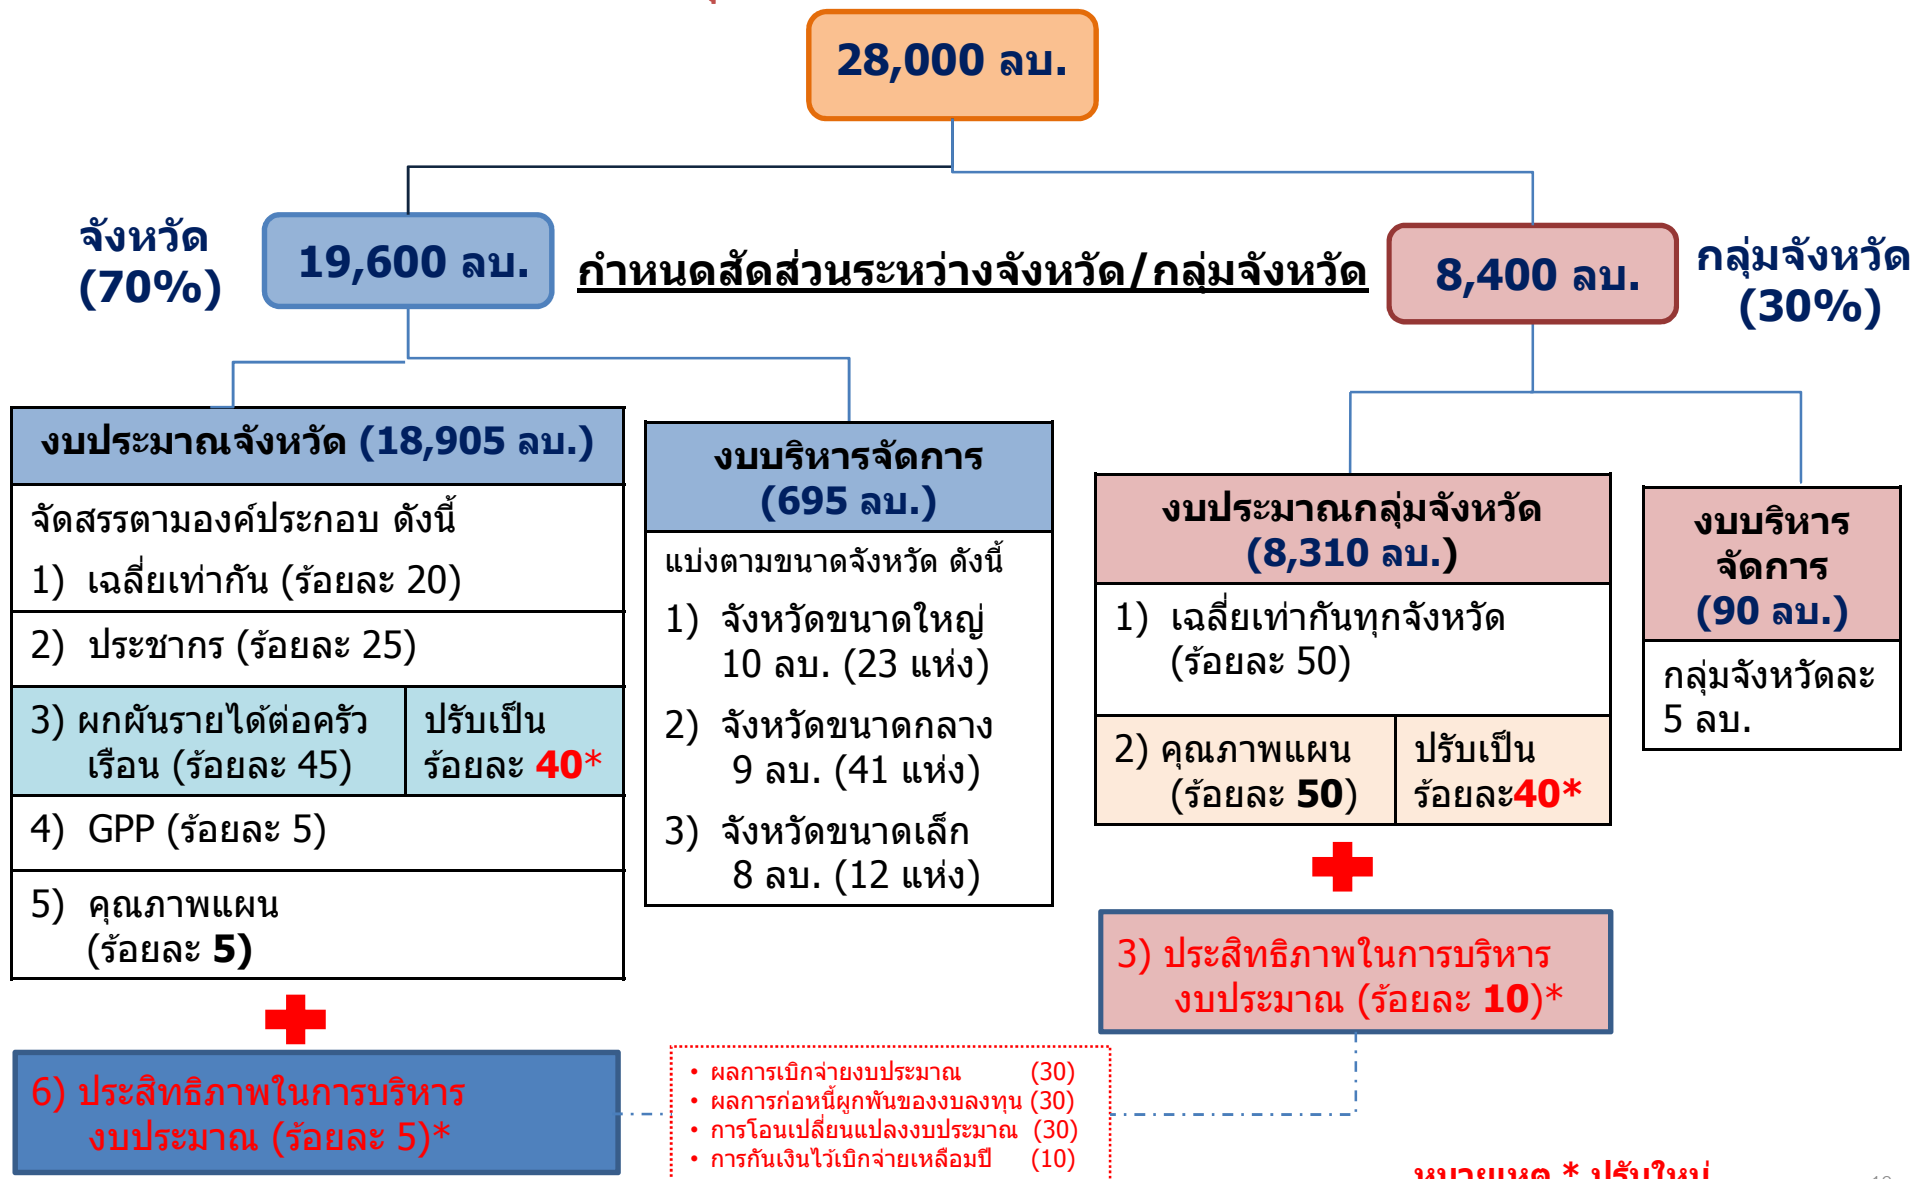 28,000 ลบ.
จังหวัด
(70%)
19,600 ลบ.
กำหนดสัดส่วนระหว่างจังหวัด/กลุ่มจังหวัด
8,400 ลบ.
กลุ่มจังหวัด
(30%)
งบประมาณจังหวัด (18,905 ลบ.)
จัดสรรตามองค์ประกอบ ดังนี้
1) เฉลี่ยเท่ากัน (ร้อยละ 20)
2) ประชากร (ร้อยละ 25)
3) ผกผันรายได้ต่อครัว
เรือน (ร้อยละ 45)
ปรับเป็น
ร้อยละ 40*
4) GPP (ร้อยละ 5)
5) คุณภาพแผน
(ร้อยละ 5)
6) ประสิทธิภาพในการบริหาร
งบประมาณ (ร้อยละ 5)*
งบบริหารจัดการ
(695 ลบ.)
แบ่งตามขนาดจังหวัด ดังนี้
1) จังหวัดขนาดใหญ่
10 ลบ. (23 แห่ง)
2) จังหวัดขนาดกลาง
9 ลบ. (41 แห่ง)
3) จังหวัดขนาดเล็ก
8 ลบ. (12 แห่ง)
งบประมาณกลุ่มจังหวัด
(8,310 ลบ.)
1) เฉลี่ยเท่ากันทุกจังหวัด
(ร้อยละ 50)
2) คุณภาพแผน
(ร้อยละ 50)
ปรับเป็น
ร้อยละ40*
3) ประสิทธิภาพในการบริหาร
งบประมาณ (ร้อยละ 10)*
งบบริหาร
จัดการ
(90 ลบ.)
กลุ่มจังหวัดละ
5 ลบ.
• ผลการเบิกจ่ายงบประมาณ (30)
• ผลการก่อหนี้ผูกพันของงบลงทุน (30)
• การโอนเปลี่ยนแปลงงบประมาณ (30)
• การกันเงินไว้เบิกจ่ายเหลือมปี (10)
หมายเหตุ * ปรับใหม่